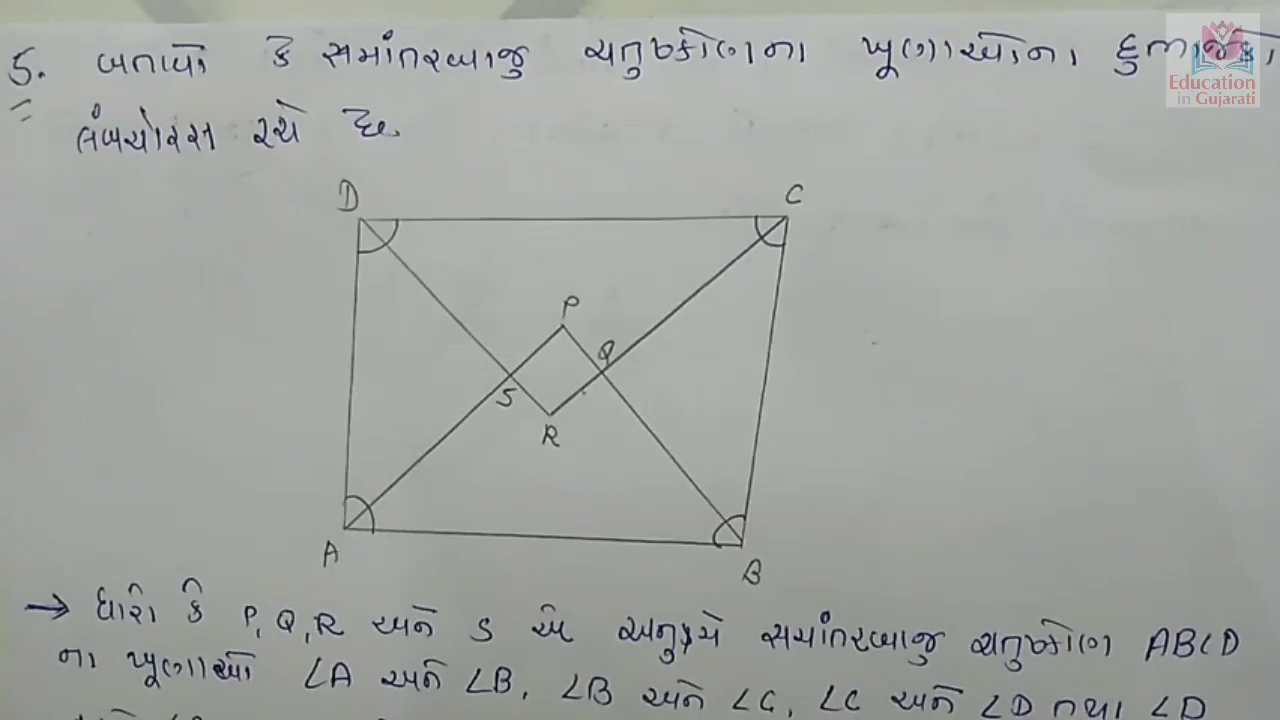 5. બતાવો કે સમાંતરબાજુ ચતુષ્કોણના ખૂણાઓના દુભાજકો
લંબચોરસ રચે છે.
Education
in Gujarati
D
C
P
Q
S
R
A
B
→ ધારો કે P, Q, R અને S એ અનુક્રમે સમાંતરબાજુ ચતુષ્કોણ ABCD
ના ખૂણાઓ ∠A અને ∠B, ∠B અને ∠C, ∠C અને ∠D તથા ∠D